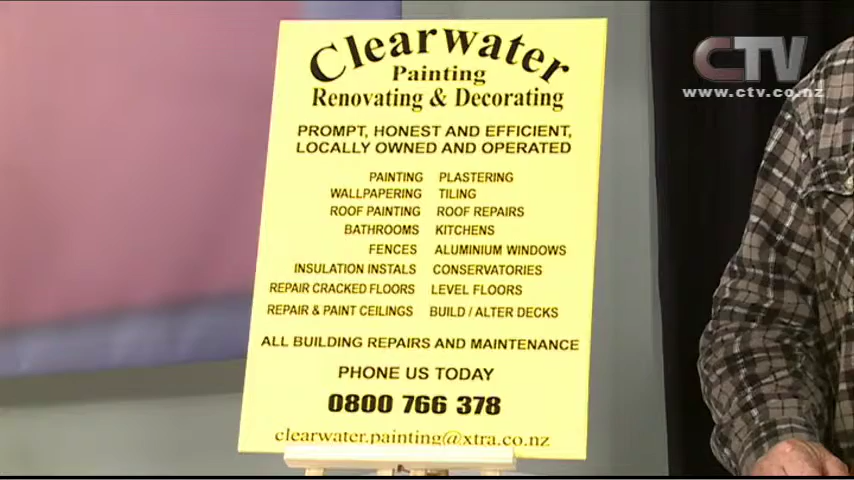 Clearwater
Painting
Renovating & Decorating
PROMPT, HONEST AND EFFICIENT,
LOCALLY OWNED AND OPERATED
PAINTING PLASTERING
WALLPAPERING TILING
ROOF PAINTING ROOF REPAIRS
BATHROOMS KITCHENS
FENCES ALUMINIUM WINDOWS
INSULATION INSTALS CONSERVATORIES
REPAIR CRACKED FLOORS LEVEL FLOORS
REPAIR & PAINT CEILINGS BUILD / ALTER DECKS
ALL BUILDING REPAIRS AND MAINTENANCE
PHONE US TODAY
0800 766 378
clearwater.painting@xtra.co.nz
CTV
www.ctv.co.nz